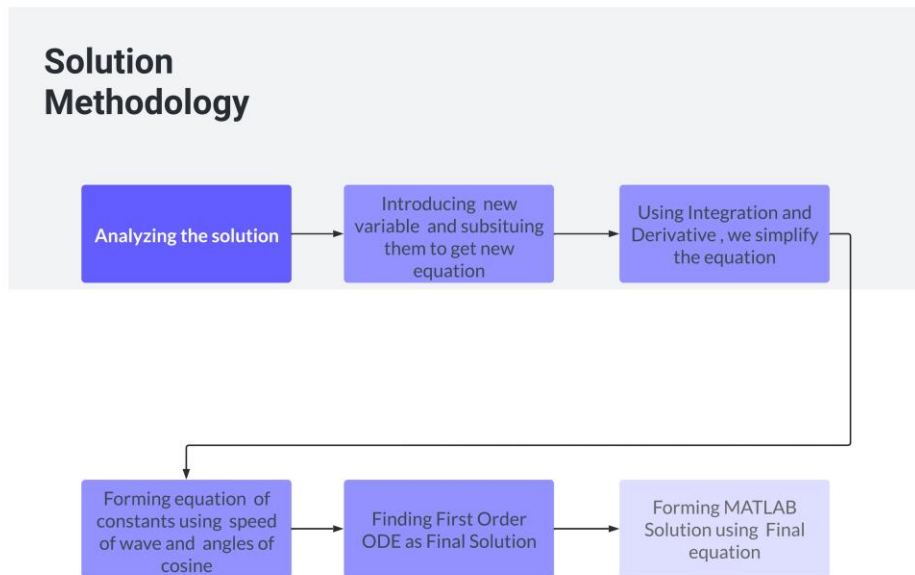 Solution
Methodology
Analyzing the solution
Introducing new
variable and subsituing
them to get new
equation
Using Integration and
Derivative , we simplify
the equation
Forming equation of
constants using speed
of wave and angles of
cosine
Finding First Order
ODE as Final Solution
Forming MATLAB
Solution using Final
equation